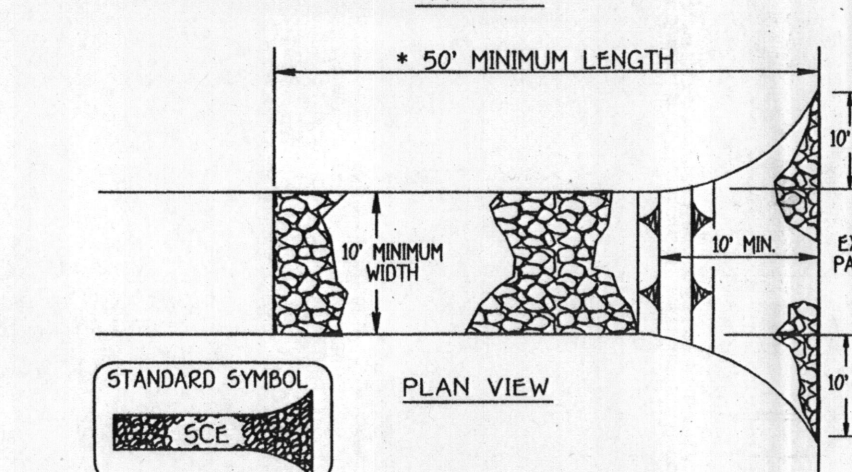 * 50' MINIMUM LENGTH
10'
10' MINIMUM
WIDTH
10' MIN.
10'
PLAN VIEW
STANDARD SYMBOL
SCE